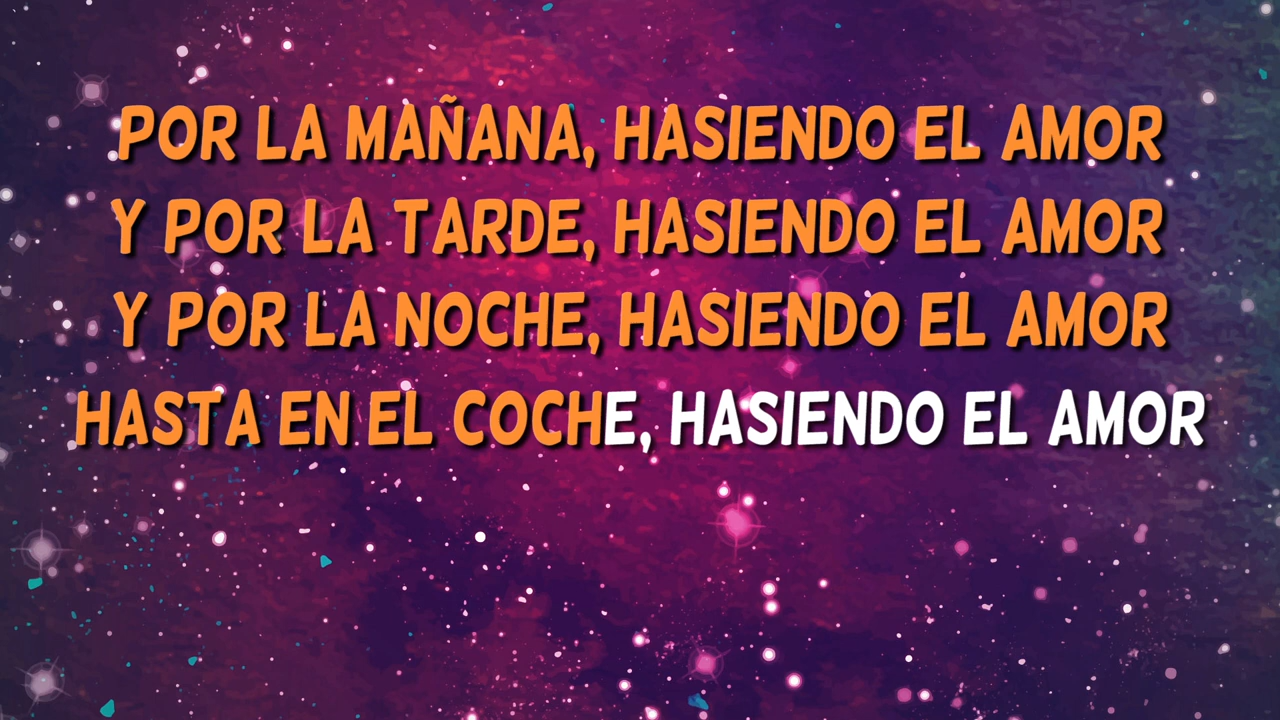 POR LA MAÑANA, HASIENDO EL AMOR
Y POR LA TARDE, HASIENDO EL AMOR
Y POR LA NOCHE, HASIENDO EL AMOR
HASTA EN EL COCHE, HASIENDO EL AMOR